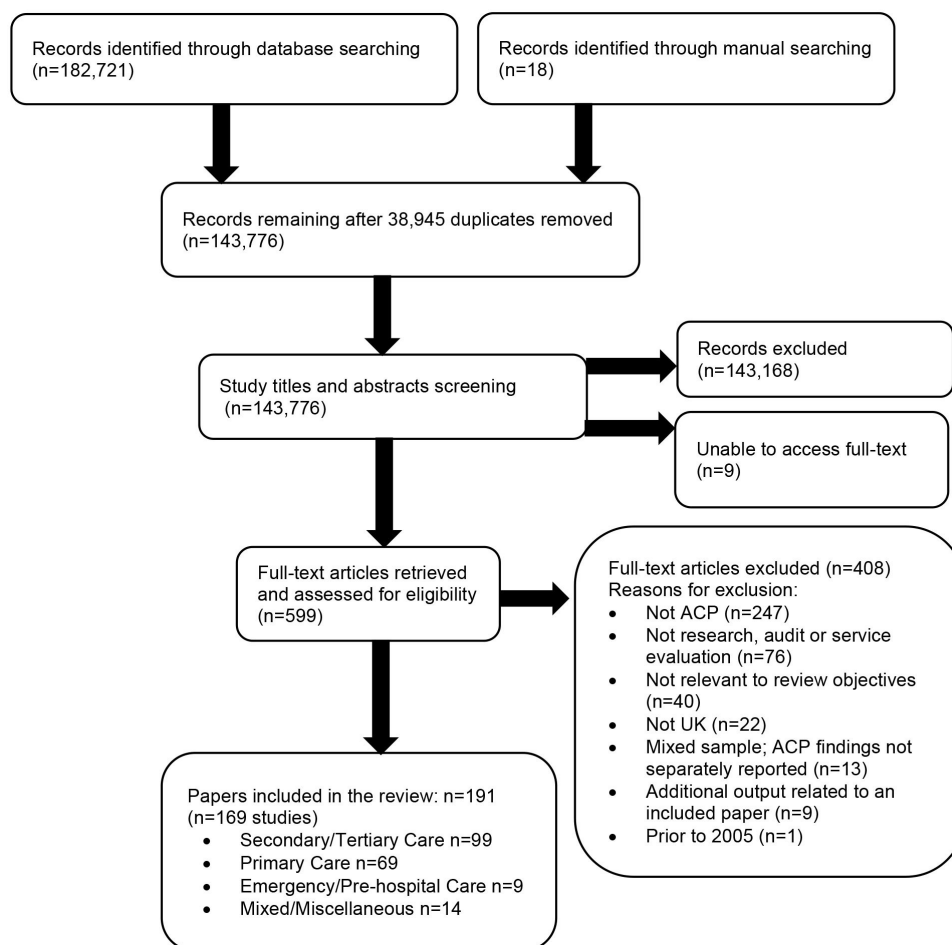 Records identified through database searching
(n=182,721)
Records identified through manual searching
(n=18)
Records remaining after 38,945 duplicates removed
(n=143,776)
Study titles and abstracts screening
(n=143,776)
Records excluded
(n=143,168)
Unable to access full-text
(n=9)
Full-text articles retrieved
and assessed for eligibility
(n=599)
Full-text articles excluded (n=408)
Reasons for exclusion:
• Not ACP (n=247)
• Not research, audit or service
evaluation (n=76)
• Not relevant to review objectives
(n=40)
• Not UK (n=22)
• Mixed sample; ACP findings not
separately reported (n=13)
• Additional output related to an
included paper (n=9)
• Prior to 2005 (n=1)
Papers included in the review: n=191
(n=169 studies)
• Secondary/Tertiary Care n=99
• Primary Care n=69
• Emergency/Pre-hospital Care n=9
• Mixed/Miscellaneous n=14